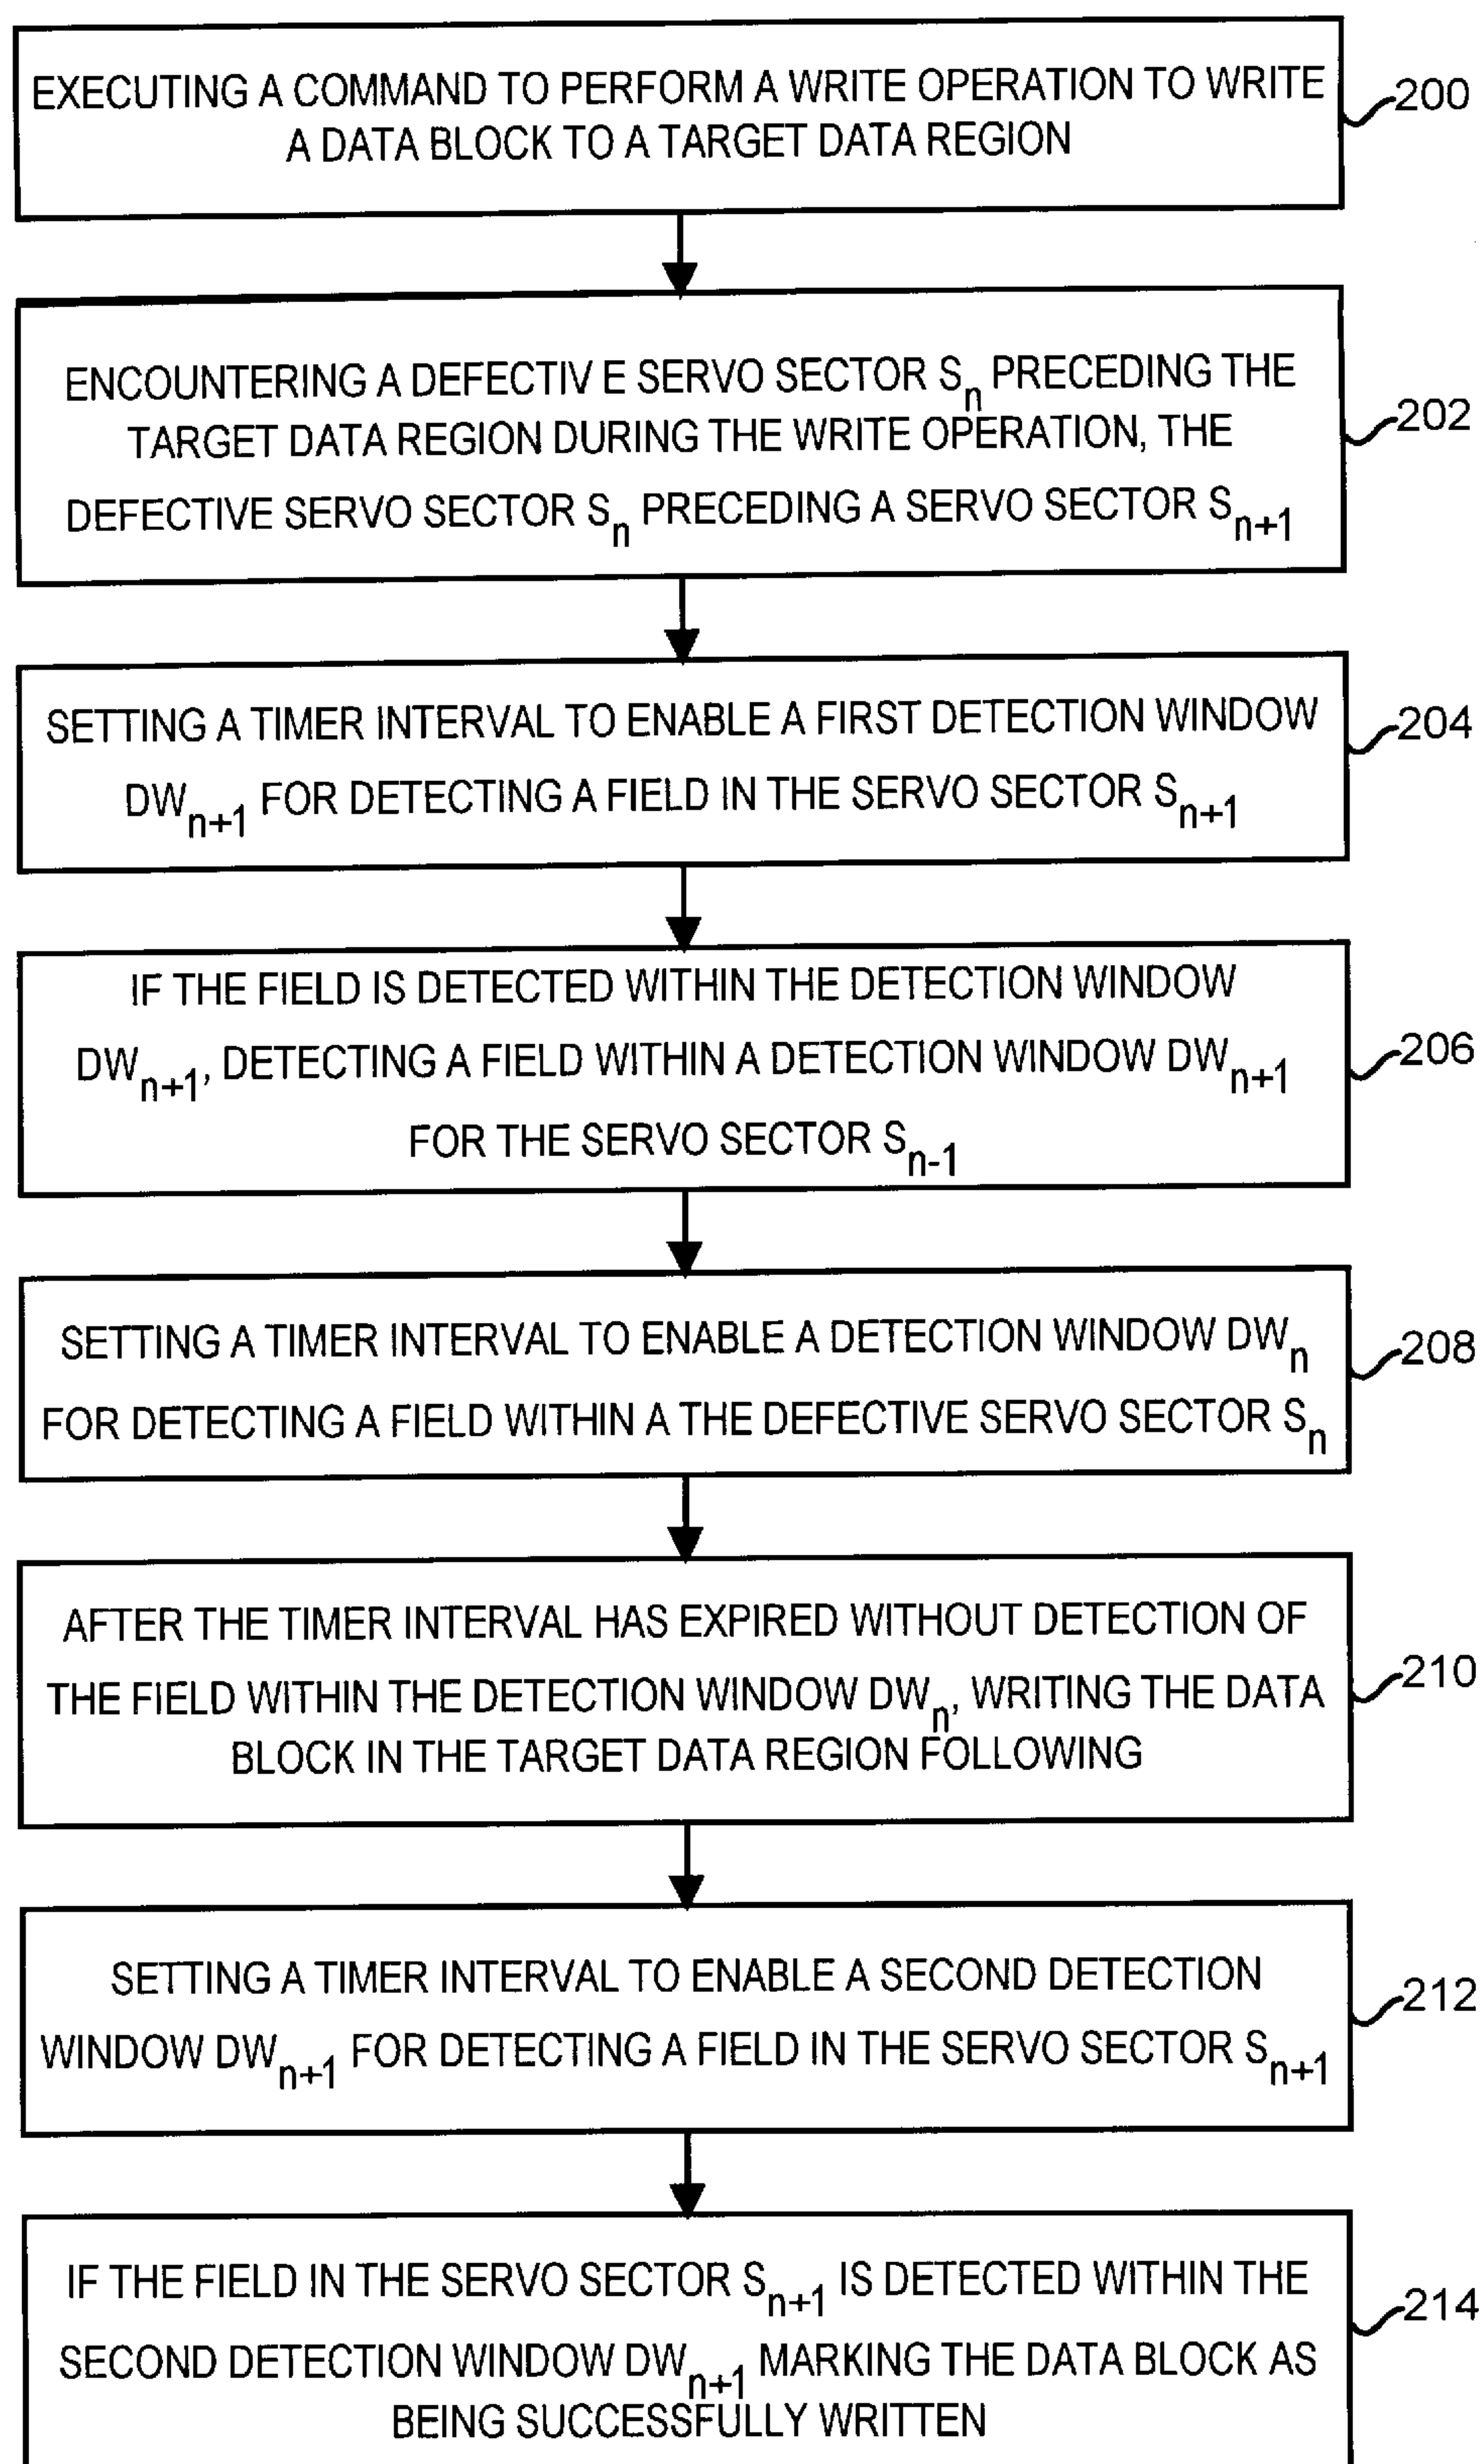 EXECUTING A COMMAND TO PERFORM A WRITE OPERATION TO WRITE
A DATA BLOCK TO A TARGET DATA REGION
200
ENCOUNTERING A DEFECTIV E SERVO SECTOR Sn PRECEDING THE
TARGET DATA REGION DURING THE WRITE OPERATION, THE
DEFECTIVE SERVO SECTOR Sn PRECEDING A SERVO SECTOR Sn+1
202
SETTING A TIMER INTERVAL TO ENABLE A FIRST DETECTION WINDOW
DWn+1 FOR DETECTING A FIELD IN THE SERVO SECTOR Sn+1
204
IF THE FIELD IS DETECTED WITHIN THE DETECTION WINDOW
DWn+1, DETECTING A FIELD WITHIN A DETECTION WINDOW DWn+1
FOR THE SERVO SECTOR Sn-1
206
SETTING A TIMER INTERVAL TO ENABLE A DETECTION WINDOW DWn
FOR DETECTING A FIELD WITHIN A THE DEFECTIVE SERVO SECTOR Sn
208
AFTER THE TIMER INTERVAL HAS EXPIRED WITHOUT DETECTION OF
THE FIELD WITHIN THE DETECTION WINDOW DWn, WRITING THE DATA
BLOCK IN THE TARGET DATA REGION FOLLOWING
210
SETTING A TIMER INTERVAL TO ENABLE A SECOND DETECTION
WINDOW DWn+1 FOR DETECTING A FIELD IN THE SERVO SECTOR Sn+1
212
IF THE FIELD IN THE SERVO SECTOR Sn+1 IS DETECTED WITHIN THE
SECOND DETECTION WINDOW DWn+1 MARKING THE DATA BLOCK AS
BEING SUCCESSFULLY WRITTEN
214